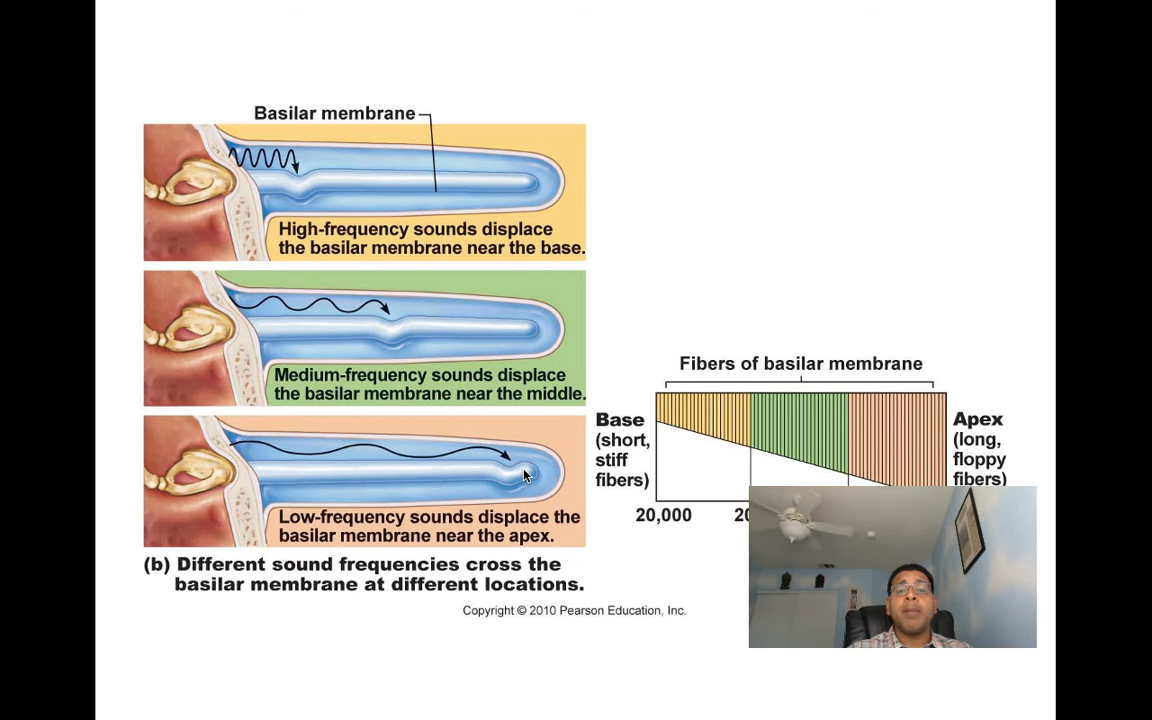 Basilar membrane
High-frequency sounds displace
the basilar membrane near the base.
Medium-frequency sounds displace
the basilar membrane near the middle.
Low-frequency sounds displace the
basilar membrane near the apex.
(b) Different sound frequencies cross the
basilar membrane at different locations.
Fibers of basilar membrane
Base
(short,
stiff
fibers)
Apex
(long,
floppy
fibers)
20,000
Copyright © 2010 Pearson Education, Inc.